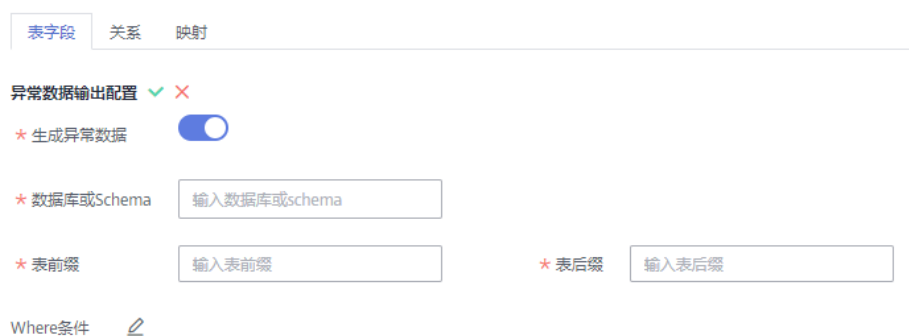 表字段 关系 映射
异常数据输出配置
* 生成异常数据
* 数据库或Schema 输入数据库或schema
* 表前缀 输入表前缀 * 表后缀 输入表后缀
Where条件